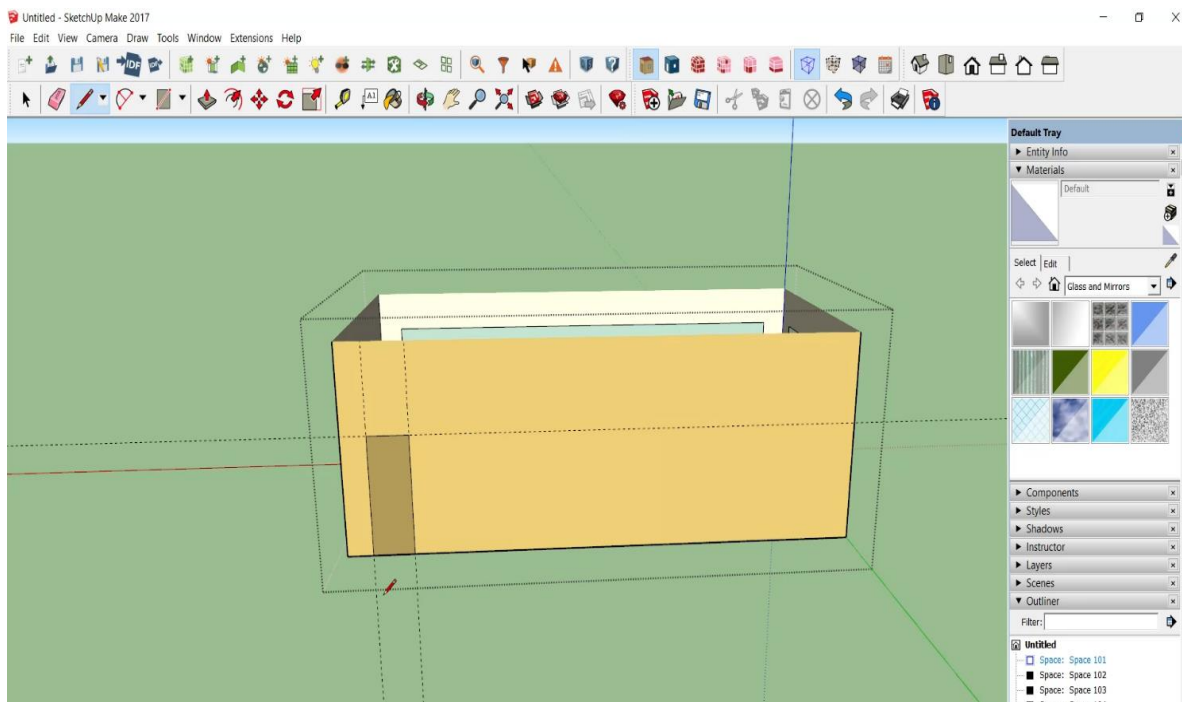 Untitled - SketchUp Make 2017
File Edit View Camera Draw Tools Window Extensions Help
IDF
A1
Default Tray
Entity Info
Materials
Default
Select Edit
Glass and Mirrors
Components
Styles
Shadows
Instructor
Layers
Scenes
Outliner
Filter:
Untitled
Space: Space 101
Space: Space 102
Space: Space 103